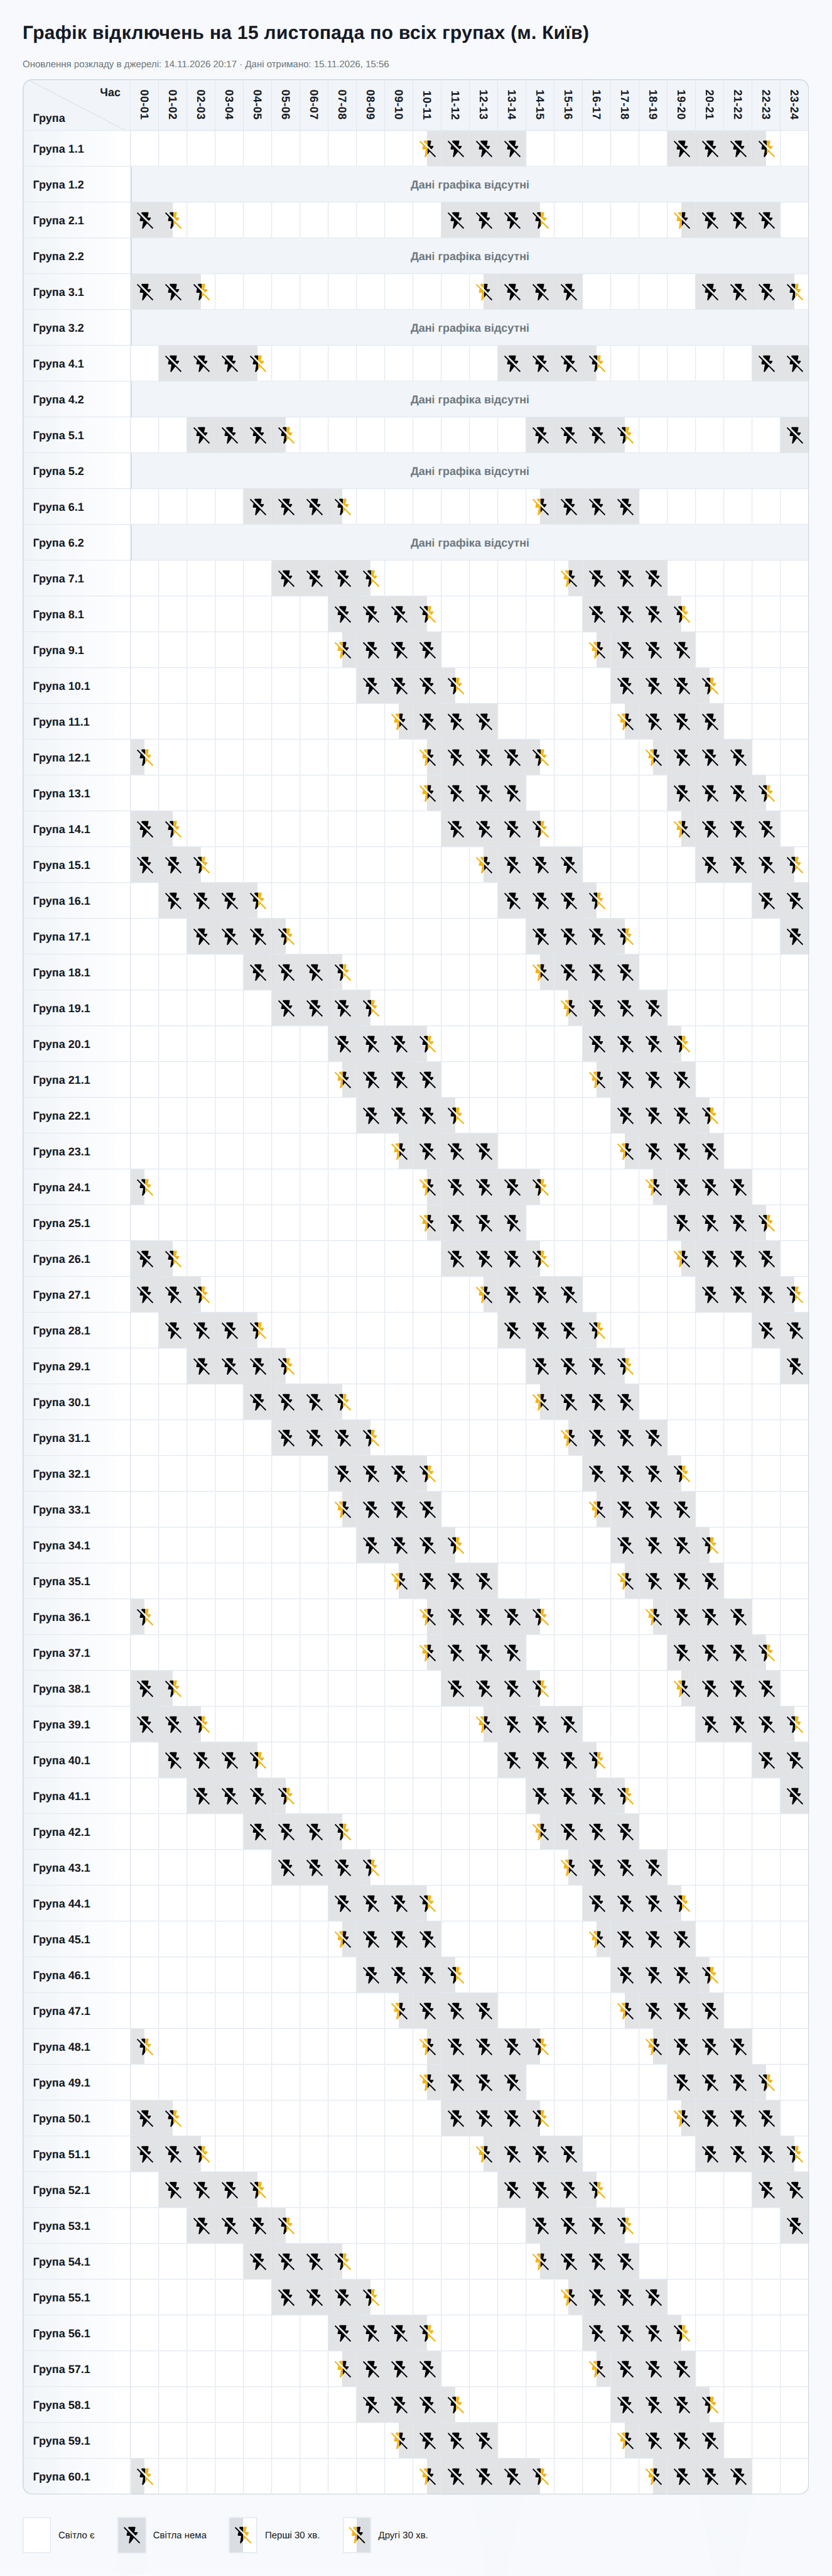 Графік відключень на 15 листопада по всіх групах (м. Київ)
Оновлення розкладу в джерелі: 14.11.2026 20:17 · Дані отримано: 15.11.2026, 15:56
Час
Група
00-01 01-02 02-03 03-04 04-05 05-06 06-07 07-08 08-09 09-10 10-11 11-12 12-13 13-14 14-15 15-16 16-17 17-18 18-19 19-20 20-21 21-22 22-23 23-24
Група 1.1
Група 1.2 Дані графіка відсутні
Група 2.1
Група 2.2 Дані графіка відсутні
Група 3.1
Група 3.2 Дані графіка відсутні
Група 4.1
Група 4.2 Дані графіка відсутні
Група 5.1
Група 5.2 Дані графіка відсутні
Група 6.1
Група 6.2 Дані графіка відсутні
Група 7.1
Група 8.1
Група 9.1
Група 10.1
Група 11.1
Група 12.1
Група 13.1
Група 14.1
Група 15.1
Група 16.1
Група 17.1
Група 18.1
Група 19.1
Група 20.1
Група 21.1
Група 22.1
Група 23.1
Група 24.1
Група 25.1
Група 26.1
Група 27.1
Група 28.1
Група 29.1
Група 30.1
Група 31.1
Група 32.1
Група 33.1
Група 34.1
Група 35.1
Група 36.1
Група 37.1
Група 38.1
Група 39.1
Група 40.1
Група 41.1
Група 42.1
Група 43.1
Група 44.1
Група 45.1
Група 46.1
Група 47.1
Група 48.1
Група 49.1
Група 50.1
Група 51.1
Група 52.1
Група 53.1
Група 54.1
Група 55.1
Група 56.1
Група 57.1
Група 58.1
Група 59.1
Група 60.1
Світло є Світла нема Перші 30 хв. Другі 30 хв.